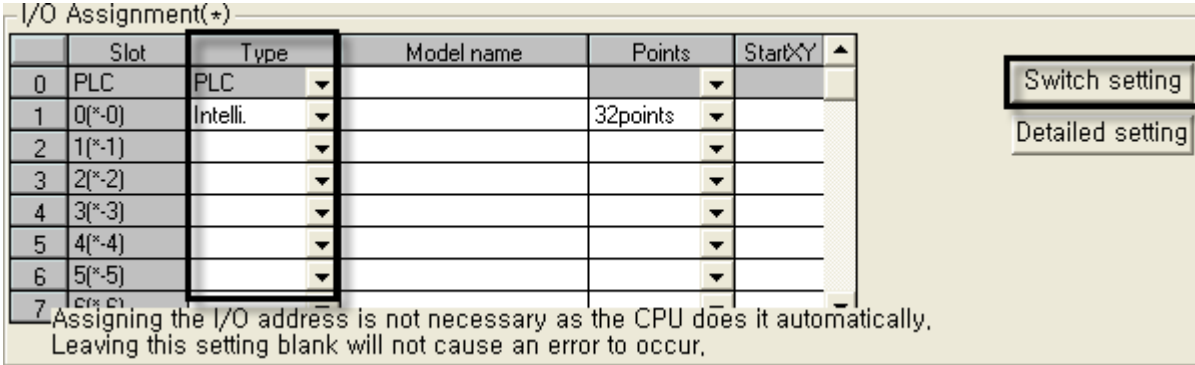 I/O Assignment(*)
Slot Type Model name Points StartXY
0 PLC PLC
1 0(*-0) Intelli. 32points
2 1(*-1)
3 2(*-2)
4 3(*-3)
5 4(*-4)
6 5(*-5)
7
Switch setting
Detailed setting
Assigning the I/O address is not necessary as the CPU does it automatically,
Leaving this setting blank will not cause an error to occur,